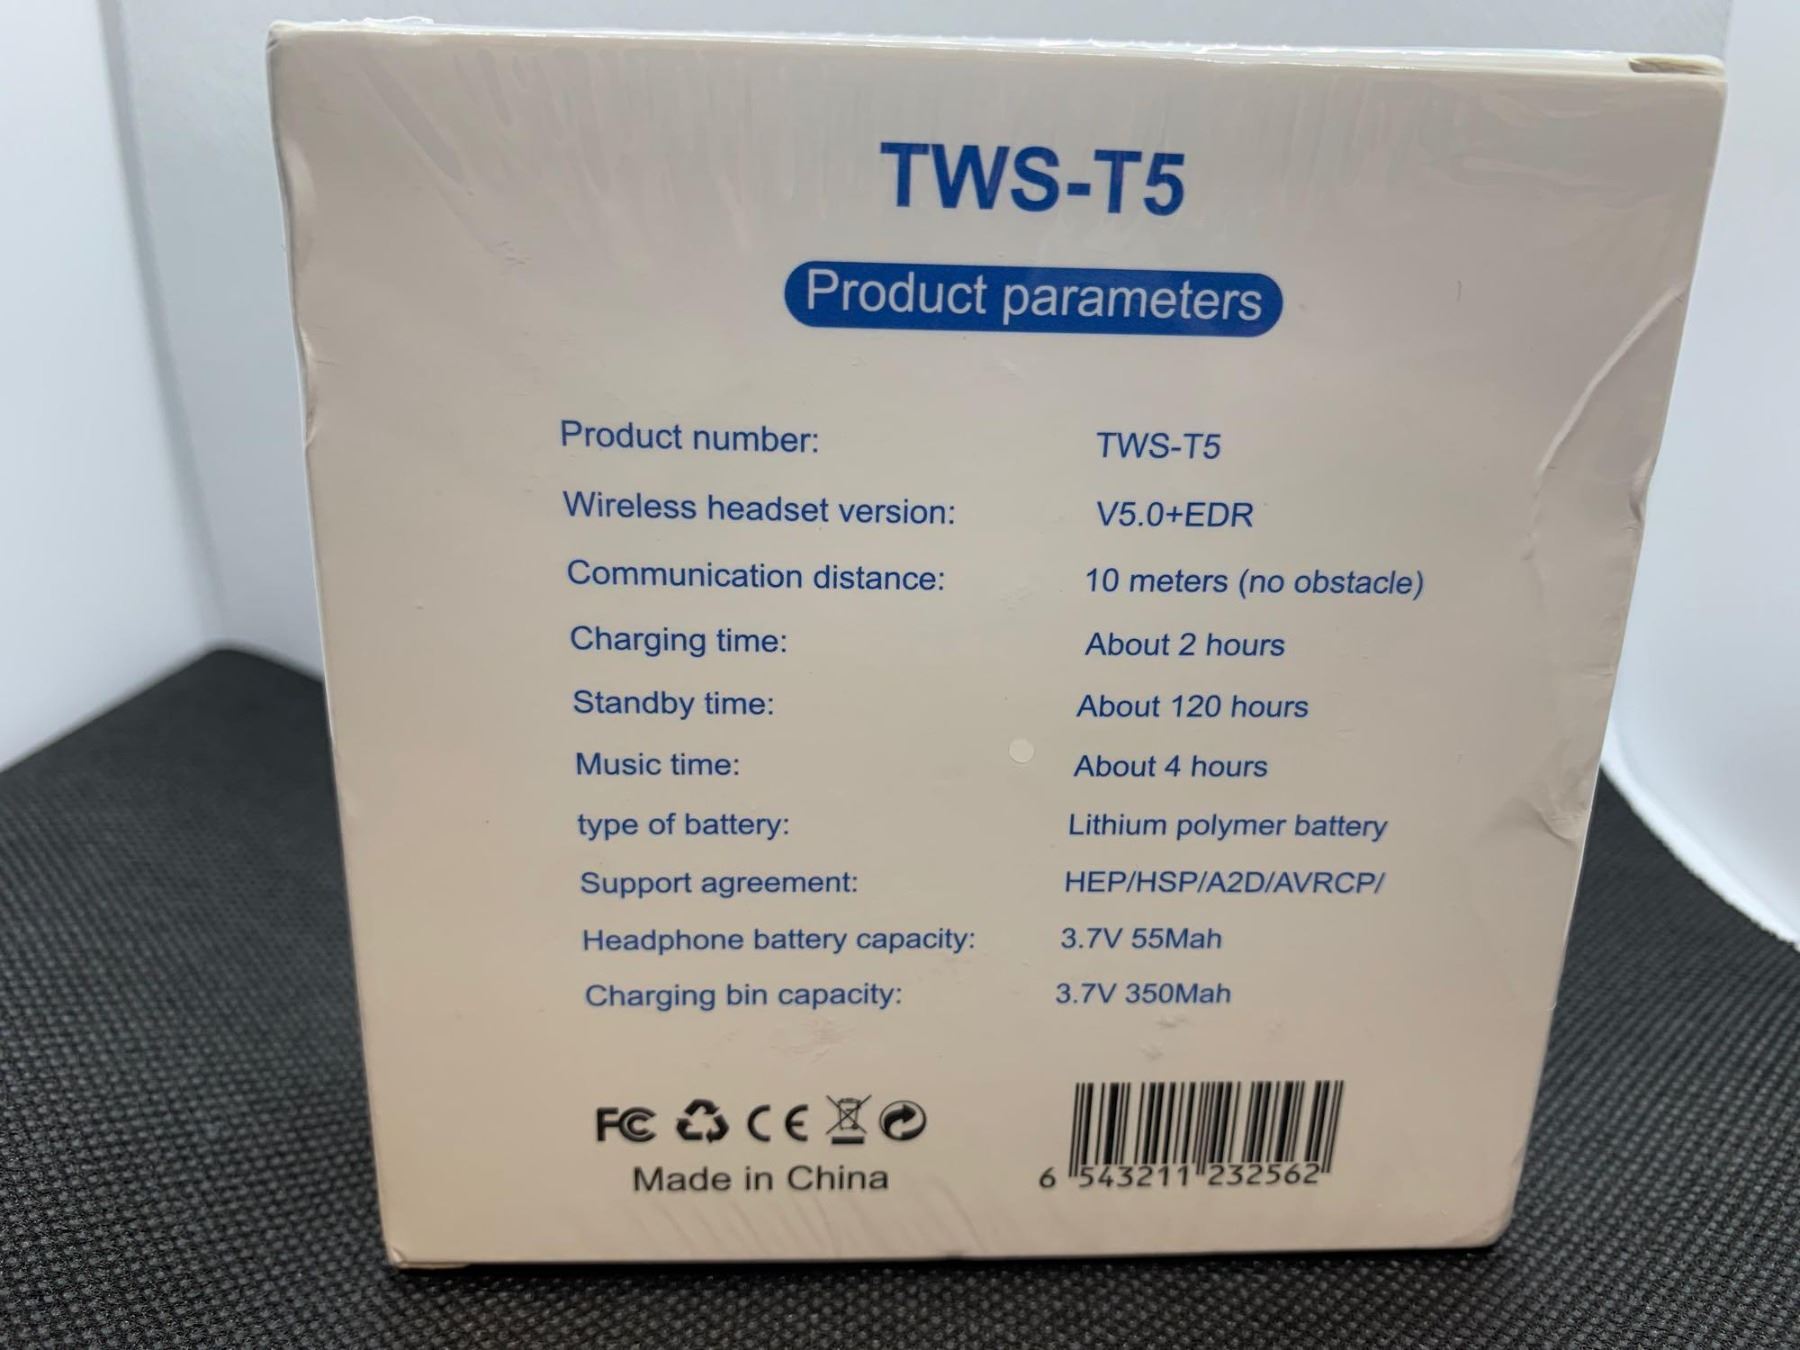 TWS-T5
Product parameters
Product number: TWS-T5
Wireless headset version: V5.0+EDR
Communication distance: 10 meters (no obstacle)
Charging time: About 2 hours
Standby time: About 120 hours
Music time: About 4 hours
type of battery: Lithium polymer battery
Support agreement: HEP/HSP/A2D/AVRCP/
Headphone battery capacity: 3.7V 55Mah
Charging bin capacity: 3.7V 350Mah
FC CE
Made in China
6 543211 232562